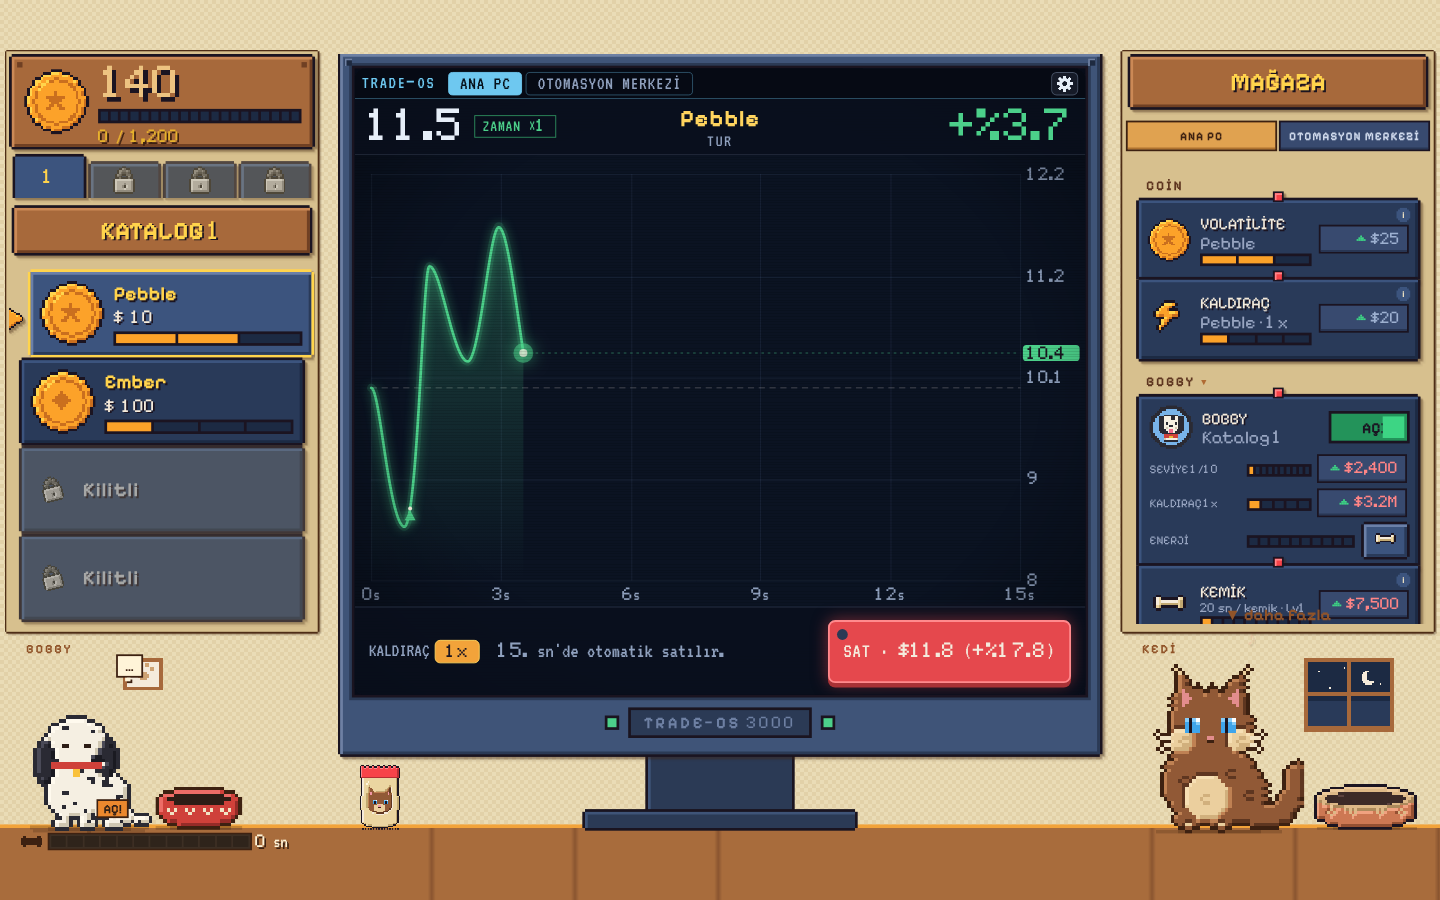 140
0 / 1,200
1
KATALOG 1
Pebble
$ 10
Ember
$ 100
Kilitli
Kilitli
TRADE-OS
ANA PC
OTOMASYON MERKEZİ
11.5
ZAMAN X1
Pebble
TUR
+%3.7
12.2
11.2
10.4
10.1
9
8
0s
3s
6s
9s
12s
15s
KALDIRAÇ
1x
15. sn'de otomatik satılır.
SAT · $11.8 (+%17.8)
TRADE-OS 3000
MAĞAZA
ANA PC
OTOMASYON MERKEZİ
COİN
VOLATİLİTE
Pebble
$25
i
KALDIRAÇ
Pebble · 1 x
$20
i
BOBBY
BOBBY
Katalog 1
SEVİYE 1 / 10
$2,400
KALDIRAÇ 1 x
$3.2M
ENERJİ
KEMİK
20 sn / kemik · Lv1
$7,500
i
daha fazla
BOBBY
...
AÇ!
0 sn
KEDİ